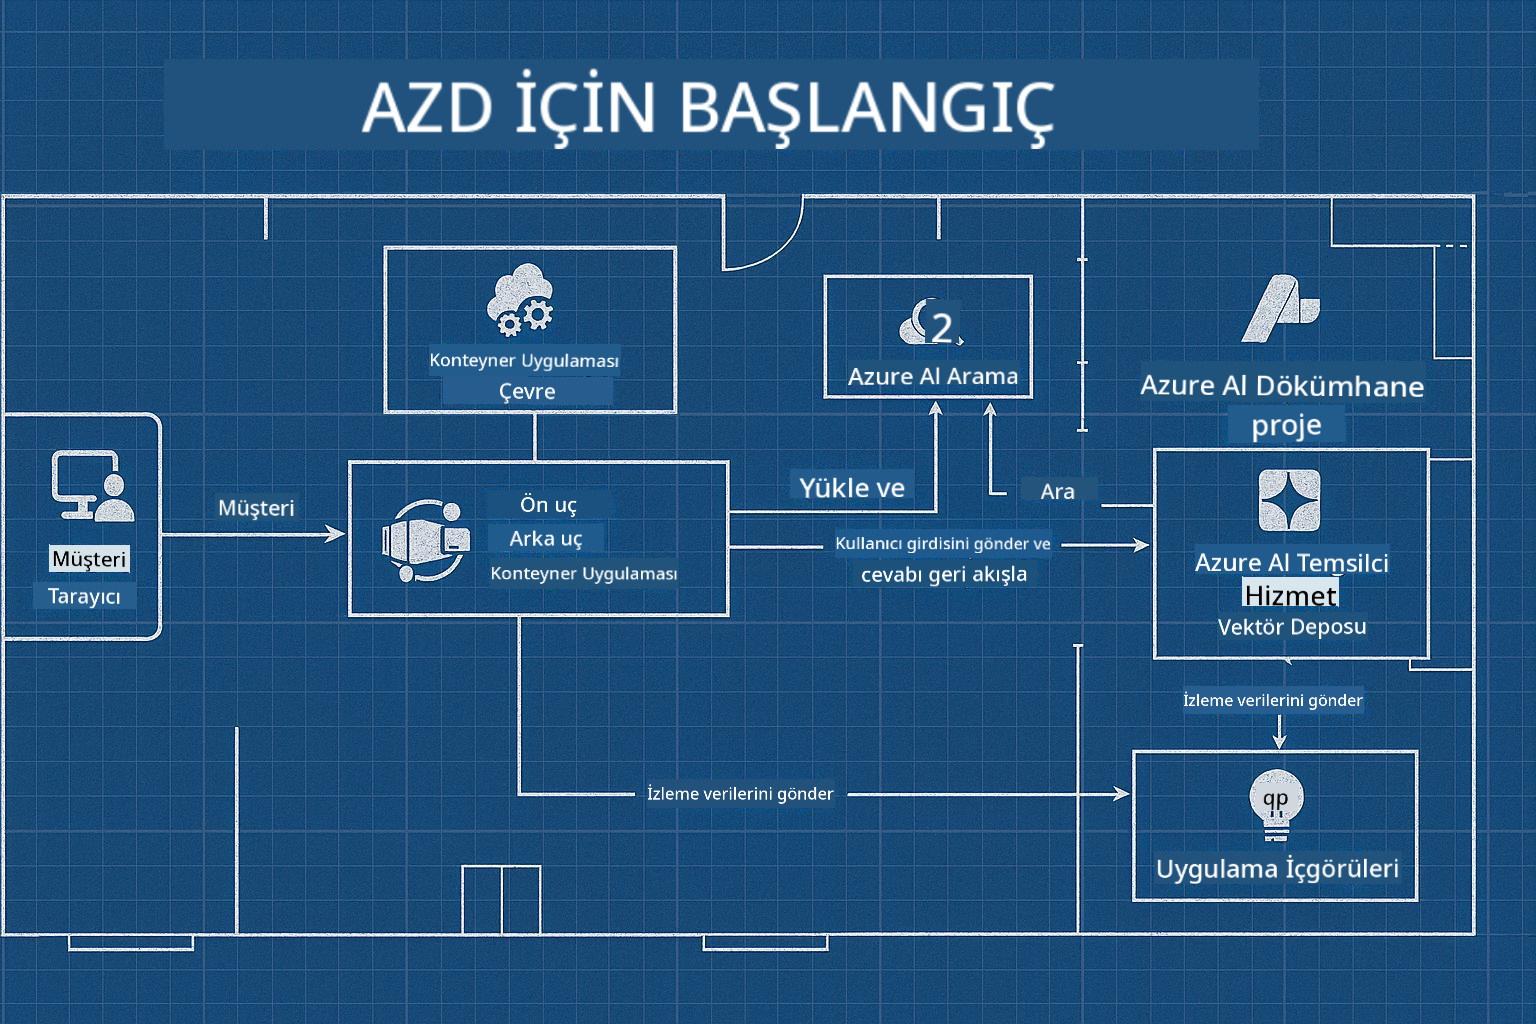 AZD İÇİN BAŞLANGIÇ
Konteyner Uygulaması
Çevre
2
Azure AI Arama
Azure AI Dökümhane
proje
Müşteri
Tarayıcı
Müşteri
Ön uç
Arka uç
Konteyner Uygulaması
Yükle ve
Ara
Kullanıcı girdisini gönder ve
cevabı geri akışla
Azure AI Temsilci
Hizmet
Vektör Deposu
İzleme verilerini gönder
İzleme verilerini gönder
qp
Uygulama İçgörüleri